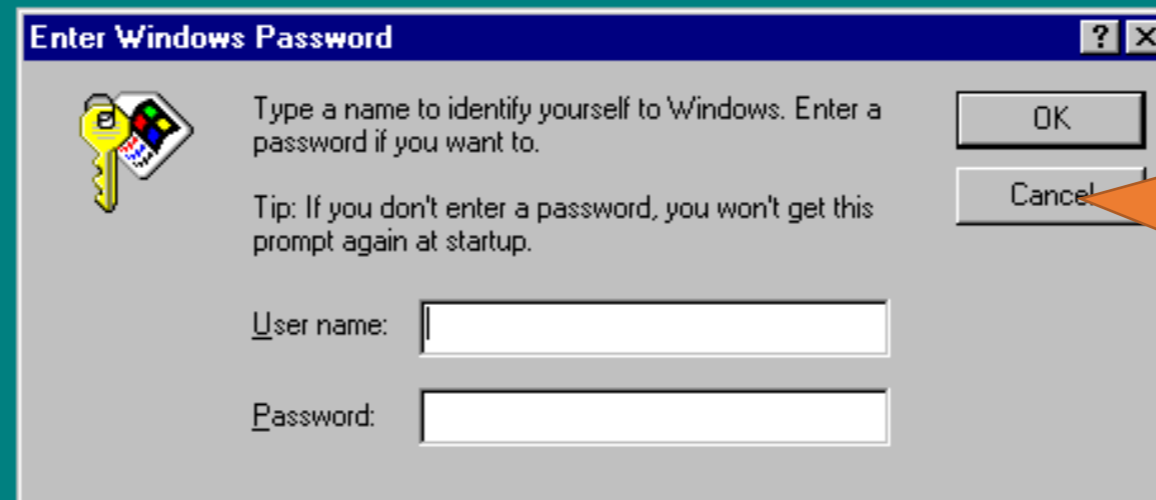 Enter Windows Password
Type a name to identify yourself to Windows. Enter a
password if you want to.
OK
Cancel
Tip: If you don't enter a password, you won't get this
prompt again at startup.
User name:
Password: